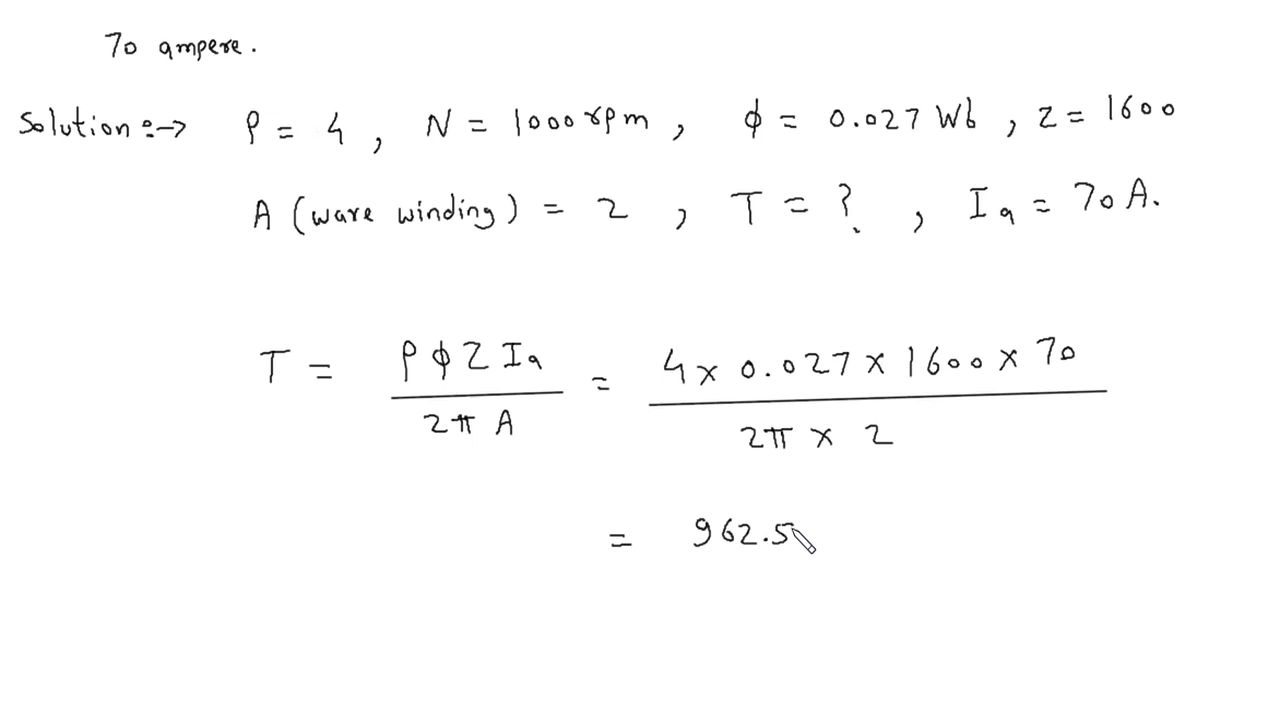 70 ampere.
Solution:→ P = 4 , N = 1000 rpm , ϕ = 0.027 Wb , Z = 1600
A (wave winding) = 2 , T = ? , Ia = 70 A.
T = PϕZIa / 2π A = 4 × 0.027 × 1600 × 70 / 2π × 2
= 962.5